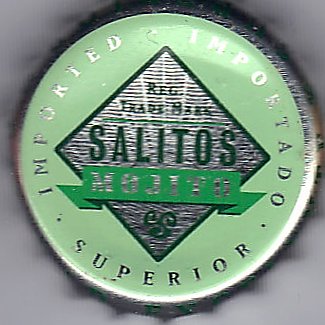 IMPORTED · IMPORTADO
REG.
TRADE MARK
SALITOS
MOJITO
· SUPERIOR ·